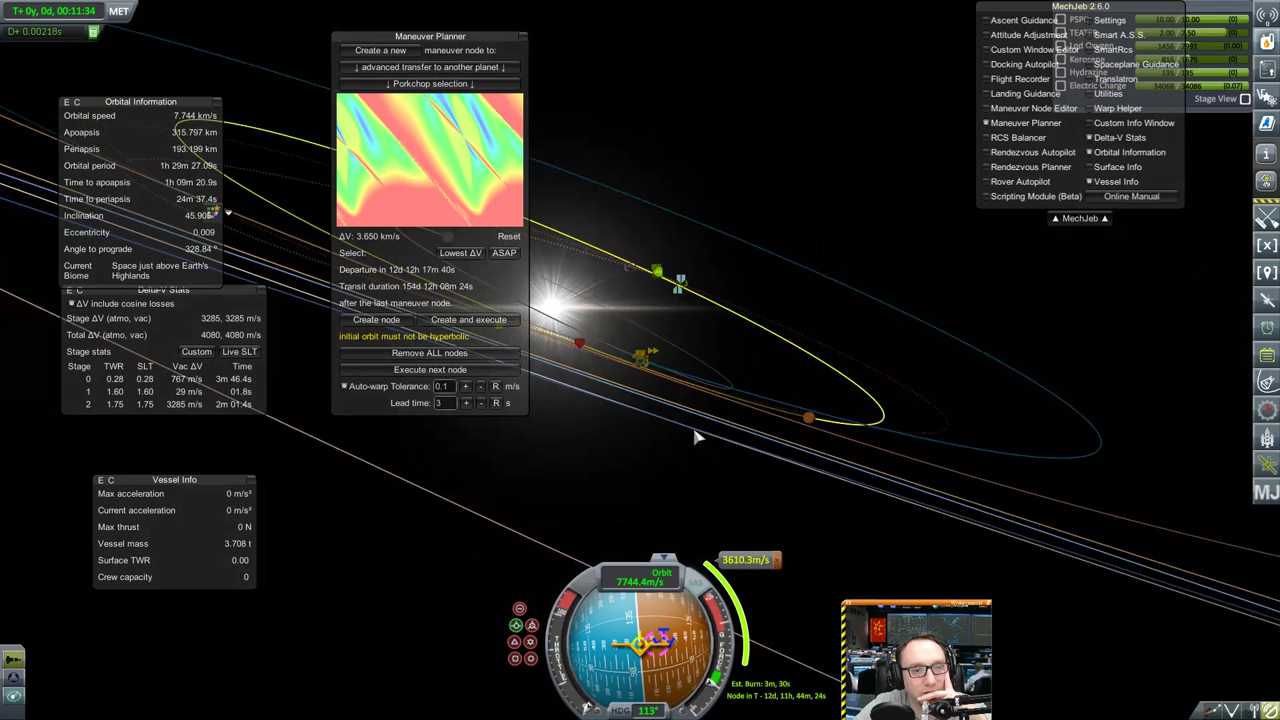 T+ 0y, 0d, 00:11:34
MET
D+ 0.00218s
E C Orbital Information
Orbital speed 7.744 km/s
Apoapsis 315.797 km
Periapsis 193.199 km
Orbital period 1h 29m 27.09s
Time to apoapsis 1h 09m 20.9s
Time to periapsis 24m 37.4s
Inclination 45.90
Eccentricity 0.009
Angle to prograde 328.84 º
Current Biome Space just above Earth's Highlands
E C Delta-V Stats
ΔV include cosine losses
Stage ΔV (atmo, vac) 3285, 3285 m/s
Total ΔV (atmo, vac) 4080, 4080 m/s
Stage stats Custom Live SLT
Stage TWR SLT Vac ΔV Time
0 0.28 0.28 767 m/s 3m 46.4s
1 1.60 1.60 29 m/s 01.8s
2 1.75 1.75 3285 m/s 2m 01.4s
E C Vessel Info
Max acceleration 0 m/s²
Current acceleration 0 m/s²
Max thrust 0 N
Vessel mass 3.708 t
Surface TWR 0.00
Crew capacity 0
Maneuver Planner
Create a new maneuver node to:
↓ advanced transfer to another planet ↓
↓ Porkchop selection ↓
ΔV: 3.650 km/s Reset
Select: Lowest ΔV ASAP
Departure in 12d 12h 17m 40s
Transit duration 154d 12h 08m 24s
after the last maneuver node.
Create node Create and execute
initial orbit must not be hyperbolic
Remove ALL nodes
Execute next node
Auto-warp Tolerance: 0.1 + - R m/s
Lead time: 3 + - R s
MechJeb 2.6.0
Ascent Guidance Settings
Attitude Adjustment Smart A.S.S.
Custom Window Editor SmartRcs
Docking Autopilot Spaceplane Guidance
Flight Recorder Translatron
Landing Guidance Utilities
Maneuver Node Editor Warp Helper
Maneuver Planner Custom Info Window
RCS Balancer Delta-V Stats
Rendezvous Autopilot Orbital Information
Rendezvous Planner Surface Info
Rover Autopilot Vessel Info
Scripting Module (Beta) Online Manual
▲ MechJeb ▲
Kerosene
Hydrazine
Electric Charge 34068 / 34086 (0.07)
Stage View
Orbit
7744.4m/s
SAS
3610.3m/s
HDG 113°
Est. Burn: 3m, 30s
Node in T - 12d, 11h, 44m, 24s
MJ